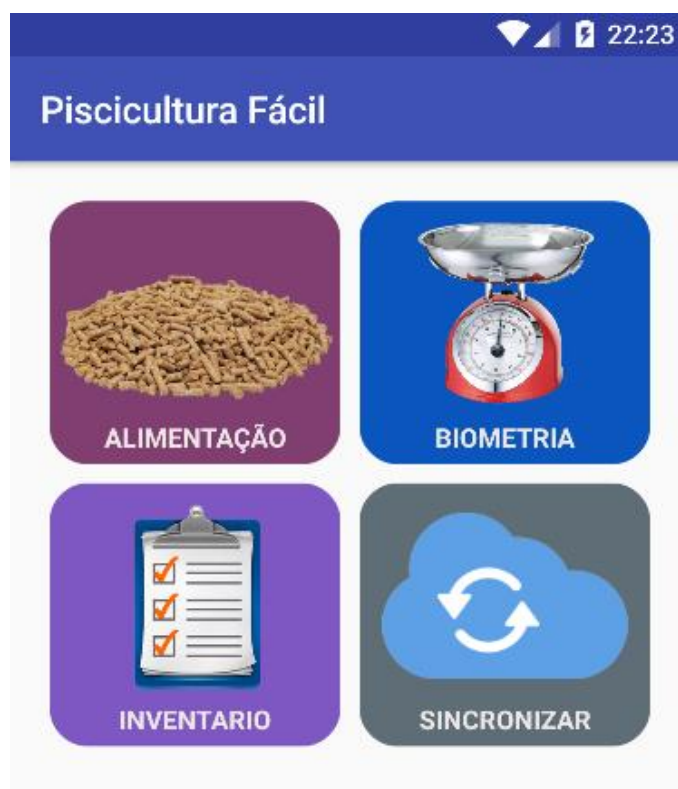 22:23
Piscicultura Fácil
ALIMENTAÇÃO
BIOMETRIA
INVENTARIO
SINCRONIZAR